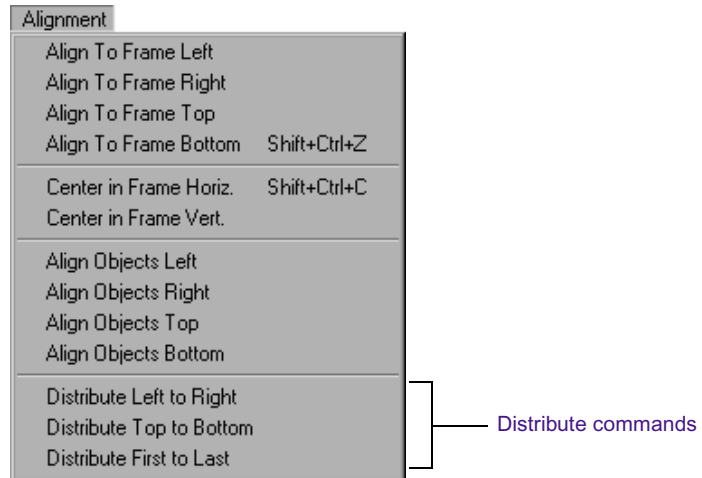 Alignment
Align To Frame Left
Align To Frame Right
Align To Frame Top
Align To Frame Bottom Shift+Ctrl+Z
Center in Frame Horiz. Shift+Ctrl+C
Center in Frame Vert.
Align Objects Left
Align Objects Right
Align Objects Top
Align Objects Bottom
Distribute Left to Right
Distribute Top to Bottom
Distribute First to Last
Distribute commands